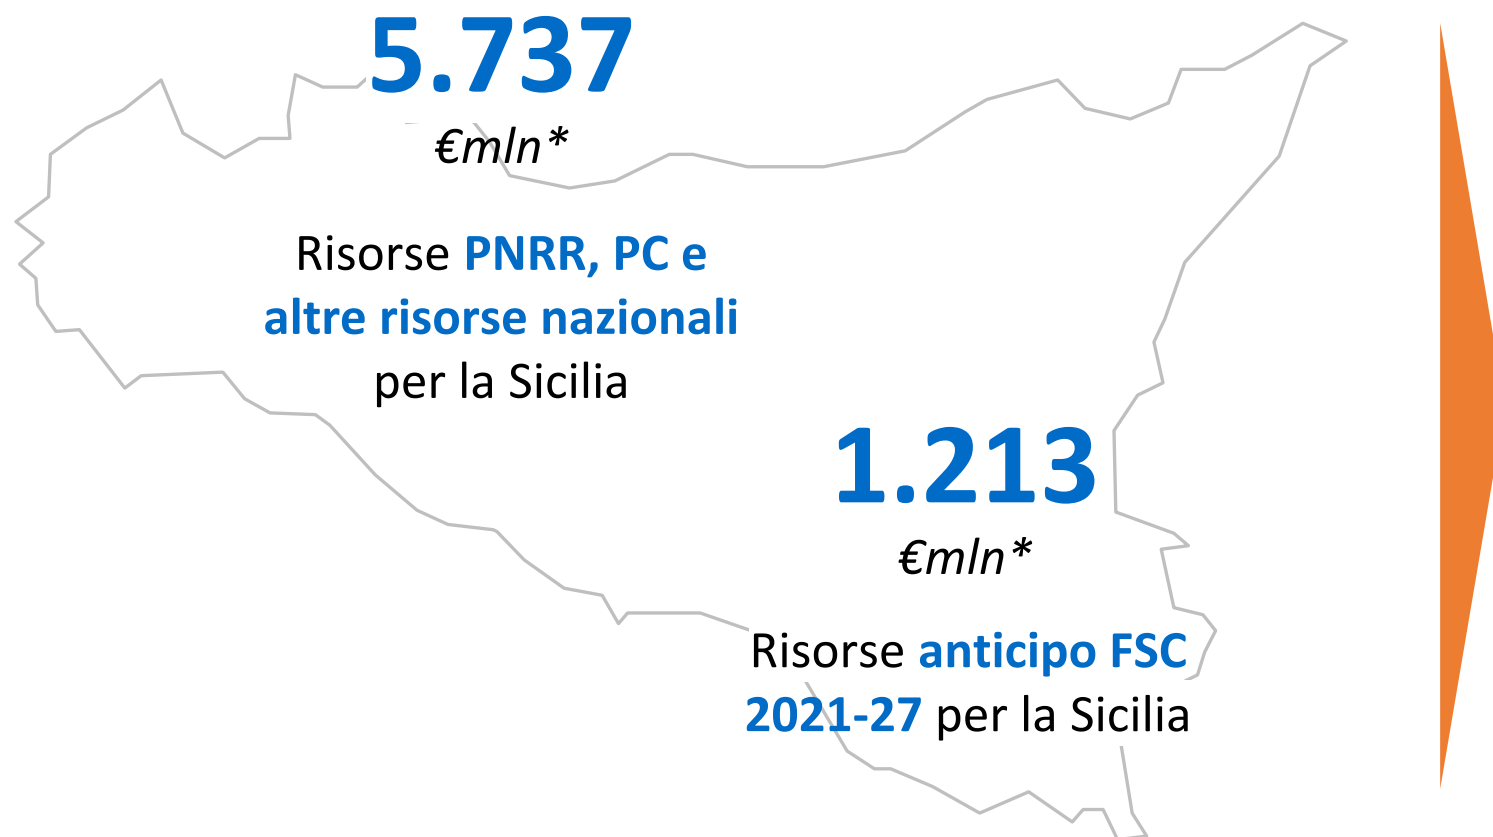 5.737
€mln*
Risorse PNRR, PC e
altre risorse nazionali
per la Sicilia
1.213
€mln*
Risorse anticipo FSC
2021-27 per la Sicilia